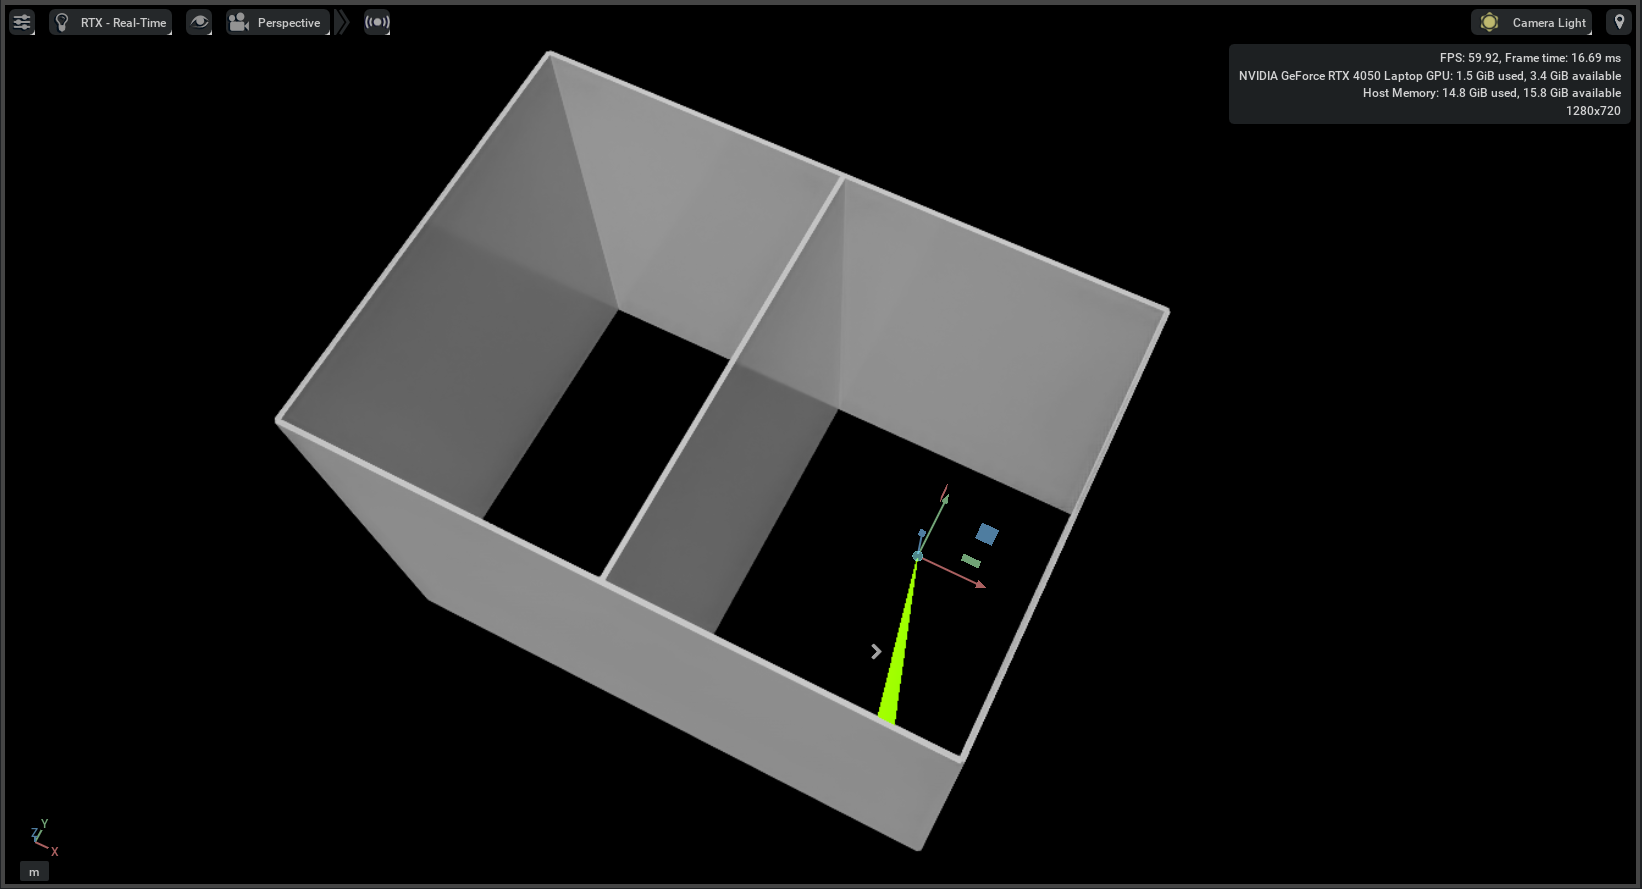 RTX - Real-Time
Perspective
Camera Light
FPS: 59.92, Frame time: 16.69 ms
NVIDIA GeForce RTX 4050 Laptop GPU: 1.5 GiB used, 3.4 GiB available
Host Memory: 14.8 GiB used, 15.8 GiB available
1280x720
Y
Z
X
m